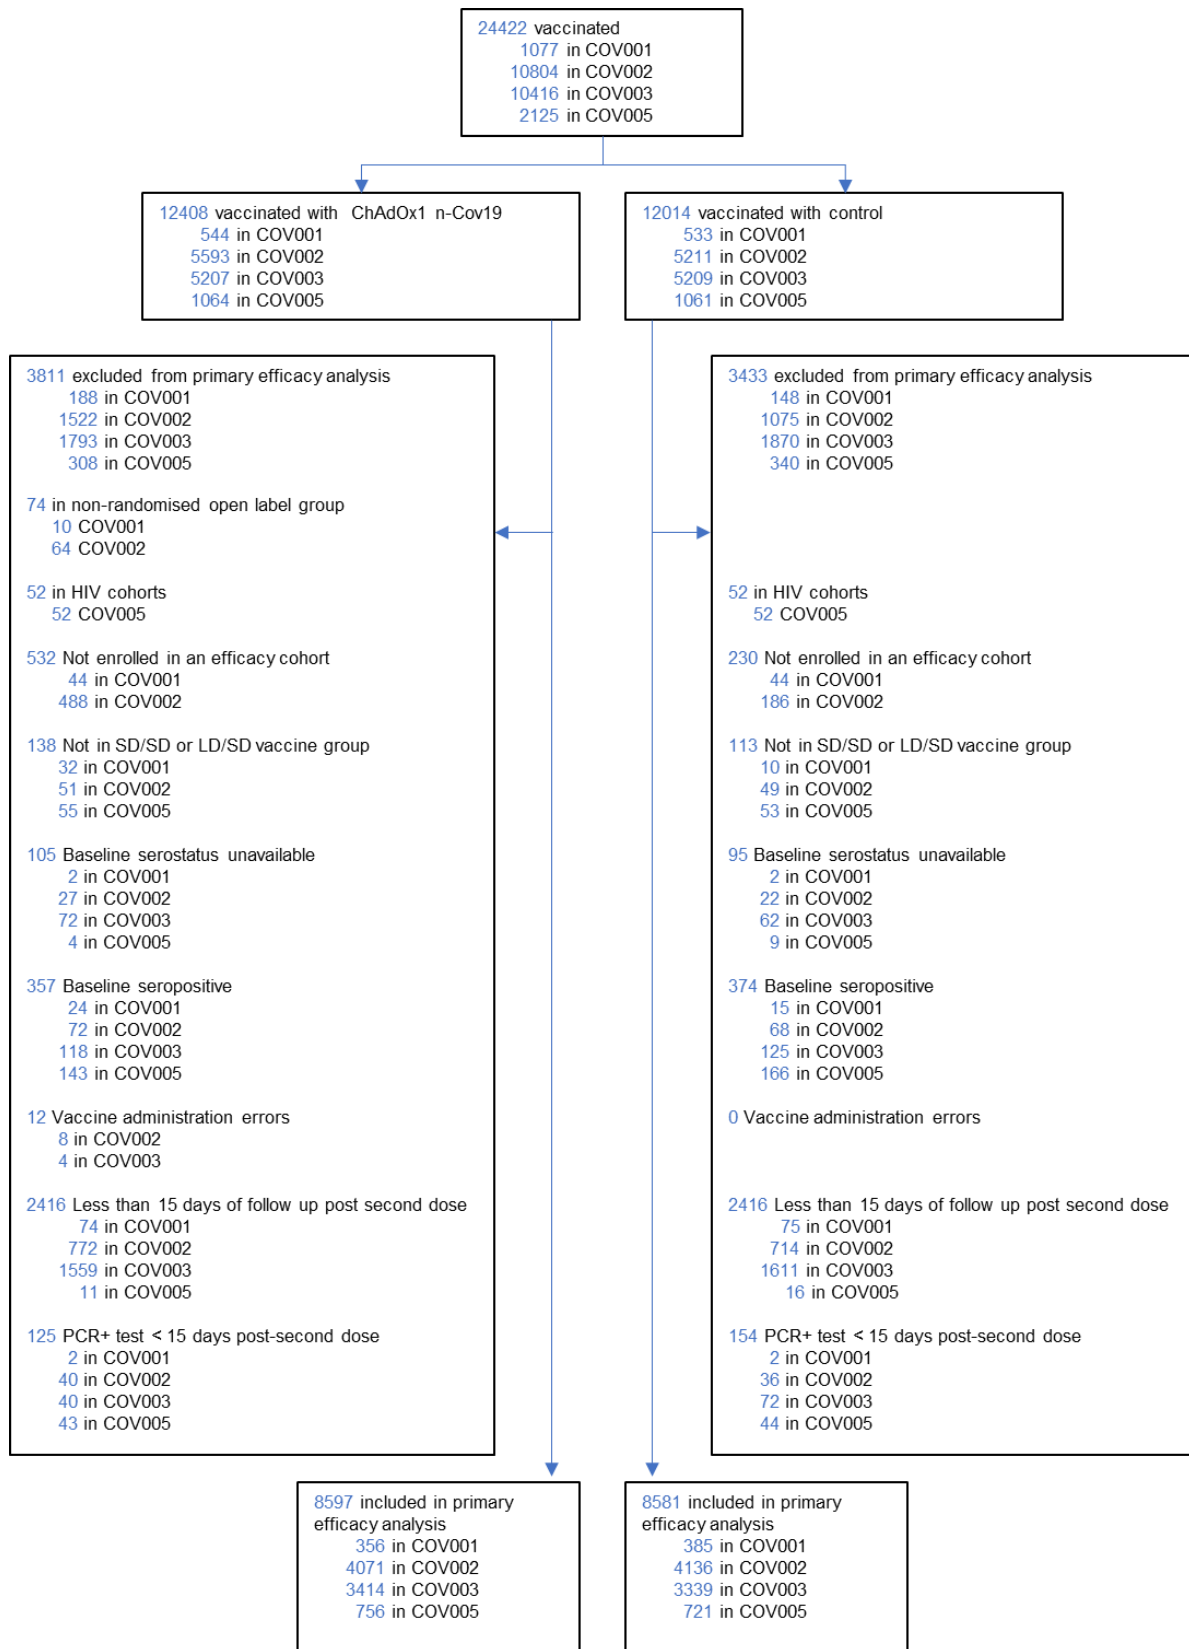 24422 vaccinated
1077 in COV001
10804 in COV002
10416 in COV003
2125 in COV005
12408 vaccinated with ChAdOx1 n-Cov19
544 in COV001
5593 in COV002
5207 in COV003
1064 in COV005
12014 vaccinated with control
533 in COV001
5211 in COV002
5209 in COV003
1061 in COV005
3811 excluded from primary efficacy analysis
188 in COV001
1522 in COV002
1793 in COV003
308 in COV005
74 in non-randomised open label group
10 COV001
64 COV002
52 in HIV cohorts
52 COV005
532 Not enrolled in an efficacy cohort
44 in COV001
488 in COV002
138 Not in SD/SD or LD/SD vaccine group
32 in COV001
51 in COV002
55 in COV005
105 Baseline serostatus unavailable
2 in COV001
27 in COV002
72 in COV003
4 in COV005
357 Baseline seropositive
24 in COV001
72 in COV002
118 in COV003
143 in COV005
12 Vaccine administration errors
8 in COV002
4 in COV003
2416 Less than 15 days of follow up post second dose
74 in COV001
772 in COV002
1559 in COV003
11 in COV005
125 PCR+ test < 15 days post-second dose
2 in COV001
40 in COV002
40 in COV003
43 in COV005
3433 excluded from primary efficacy analysis
148 in COV001
1075 in COV002
1870 in COV003
340 in COV005
52 in HIV cohorts
52 COV005
230 Not enrolled in an efficacy cohort
44 in COV001
186 in COV002
113 Not in SD/SD or LD/SD vaccine group
10 in COV001
49 in COV002
53 in COV005
95 Baseline serostatus unavailable
2 in COV001
22 in COV002
62 in COV003
9 in COV005
374 Baseline seropositive
15 in COV001
68 in COV002
125 in COV003
166 in COV005
0 Vaccine administration errors
2416 Less than 15 days of follow up post second dose
75 in COV001
714 in COV002
1611 in COV003
16 in COV005
154 PCR+ test < 15 days post-second dose
2 in COV001
36 in COV002
72 in COV003
44 in COV005
8597 included in primary
efficacy analysis
356 in COV001
4071 in COV002
3414 in COV003
756 in COV005
8581 included in primary
efficacy analysis
385 in COV001
4136 in COV002
3339 in COV003
721 in COV005